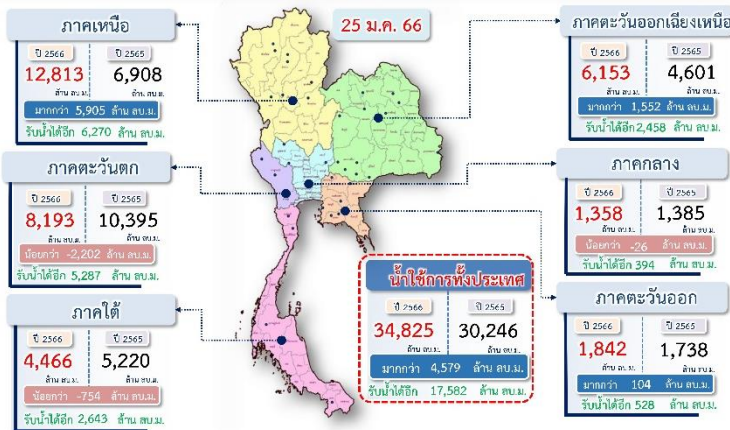 25 ม.ค. 66
ภาคเหนือ
ปี 2566 ปี 2565
12,813 6,908
ล้าน ลบ.ม. ล้าน ลบ.ม.
มากกว่า 5,905 ล้าน ลบ.ม.
รับน้ำได้อีก 6,270 ล้าน ลบ.ม.
ภาคตะวันออกเฉียงเหนือ
ปี 2566 ปี 2565
6,153 4,601
ล้าน ลบ.ม. ล้าน ลบ.ม.
มากกว่า 1,552 ล้าน ลบ.ม.
รับน้ำได้อีก 2,458 ล้าน ลบ.ม.
ภาคตะวันตก
ปี 2566 ปี 2565
8,193 10,395
ล้าน ลบ.ม. ล้าน ลบ.ม.
น้อยกว่า -2,202 ล้าน ลบ.ม.
รับน้ำได้อีก 5,287 ล้าน ลบ.ม.
ภาคกลาง
ปี 2566 ปี 2565
1,358 1,385
ล้าน ลบ.ม. ล้าน ลบ.ม.
น้อยกว่า -26 ล้าน ลบ.ม.
รับน้ำได้อีก 394 ล้าน ลบ.ม.
ภาคใต้
ปี 2566 ปี 2565
4,466 5,220
ล้าน ลบ.ม. ล้าน ลบ.ม.
น้อยกว่า -754 ล้าน ลบ.ม.
รับน้ำได้อีก 2,643 ล้าน ลบ.ม.
น้ำใช้การทั้งประเทศ
ปี 2566 ปี 2565
34,825 30,246
ล้าน ลบ.ม. ล้าน ลบ.ม.
มากกว่า 4,579 ล้าน ลบ.ม.
รับน้ำได้อีก 17,582 ล้าน ลบ.ม.
ภาคตะวันออก
ปี 2566 ปี 2565
1,842 1,738
ล้าน ลบ.ม. ล้าน ลบ.ม.
มากกว่า 104 ล้าน ลบ.ม.
รับน้ำได้อีก 528 ล้าน ลบ.ม.